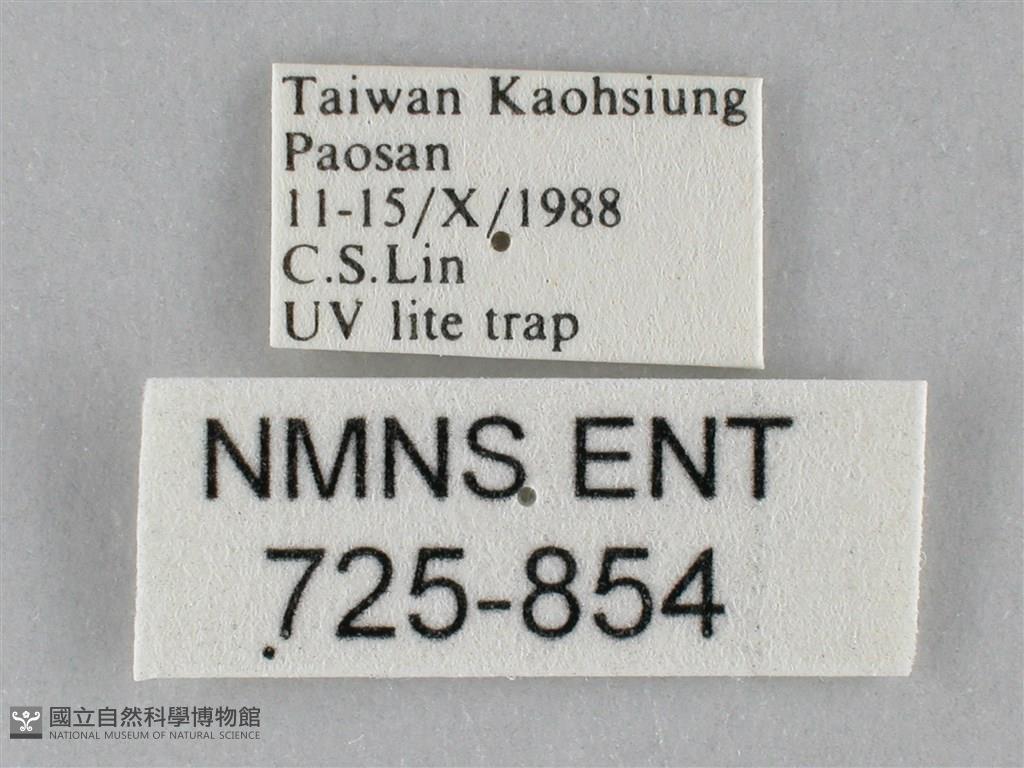 Taiwan Kaohsiung
Paosan
11-15/X/1988
C.S.Lin
UV lite trap
NMNS ENT
725-854
國立自然科學博物館
NATIONAL MUSEUM OF NATURAL SCIENCE